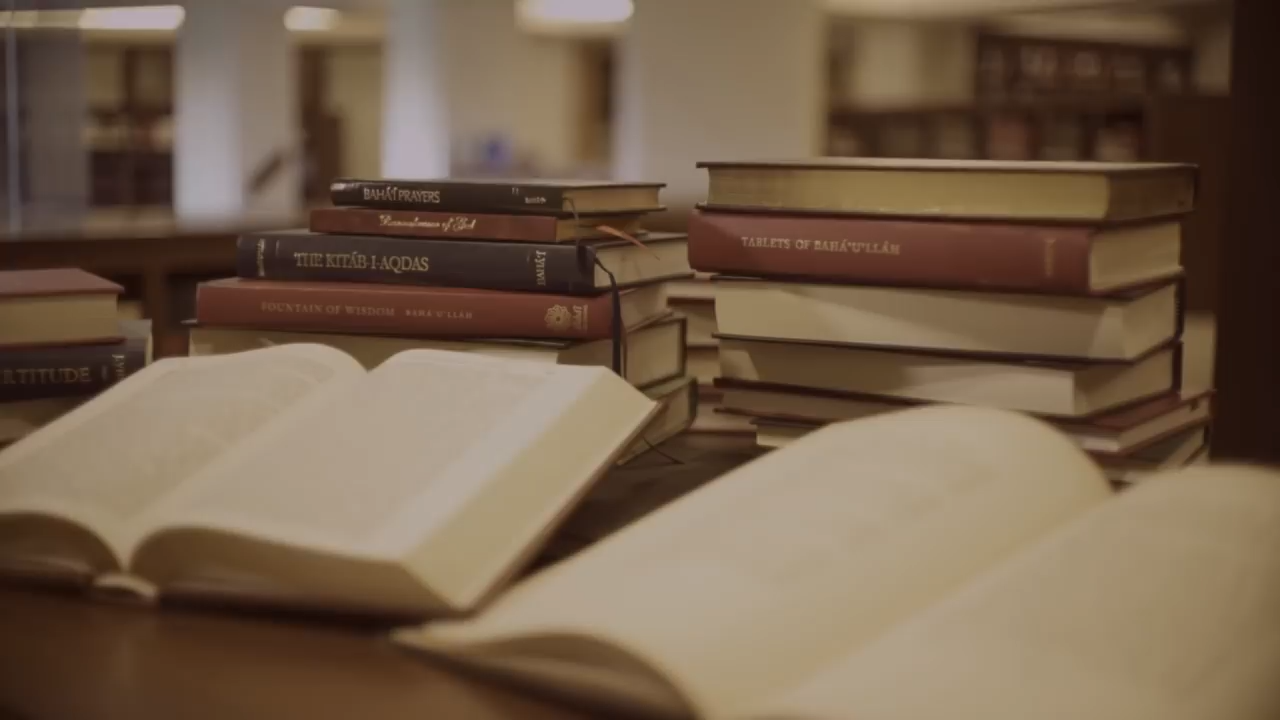 BAHÁ'Í PRAYERS
Remembrance of God
THE KITÁB-I-AQDAS
FOUNTAIN OF WISDOM BAHÁ'U'LLÁH
RTITUDE
TABLETS OF BAHÁ'U'LLÁH